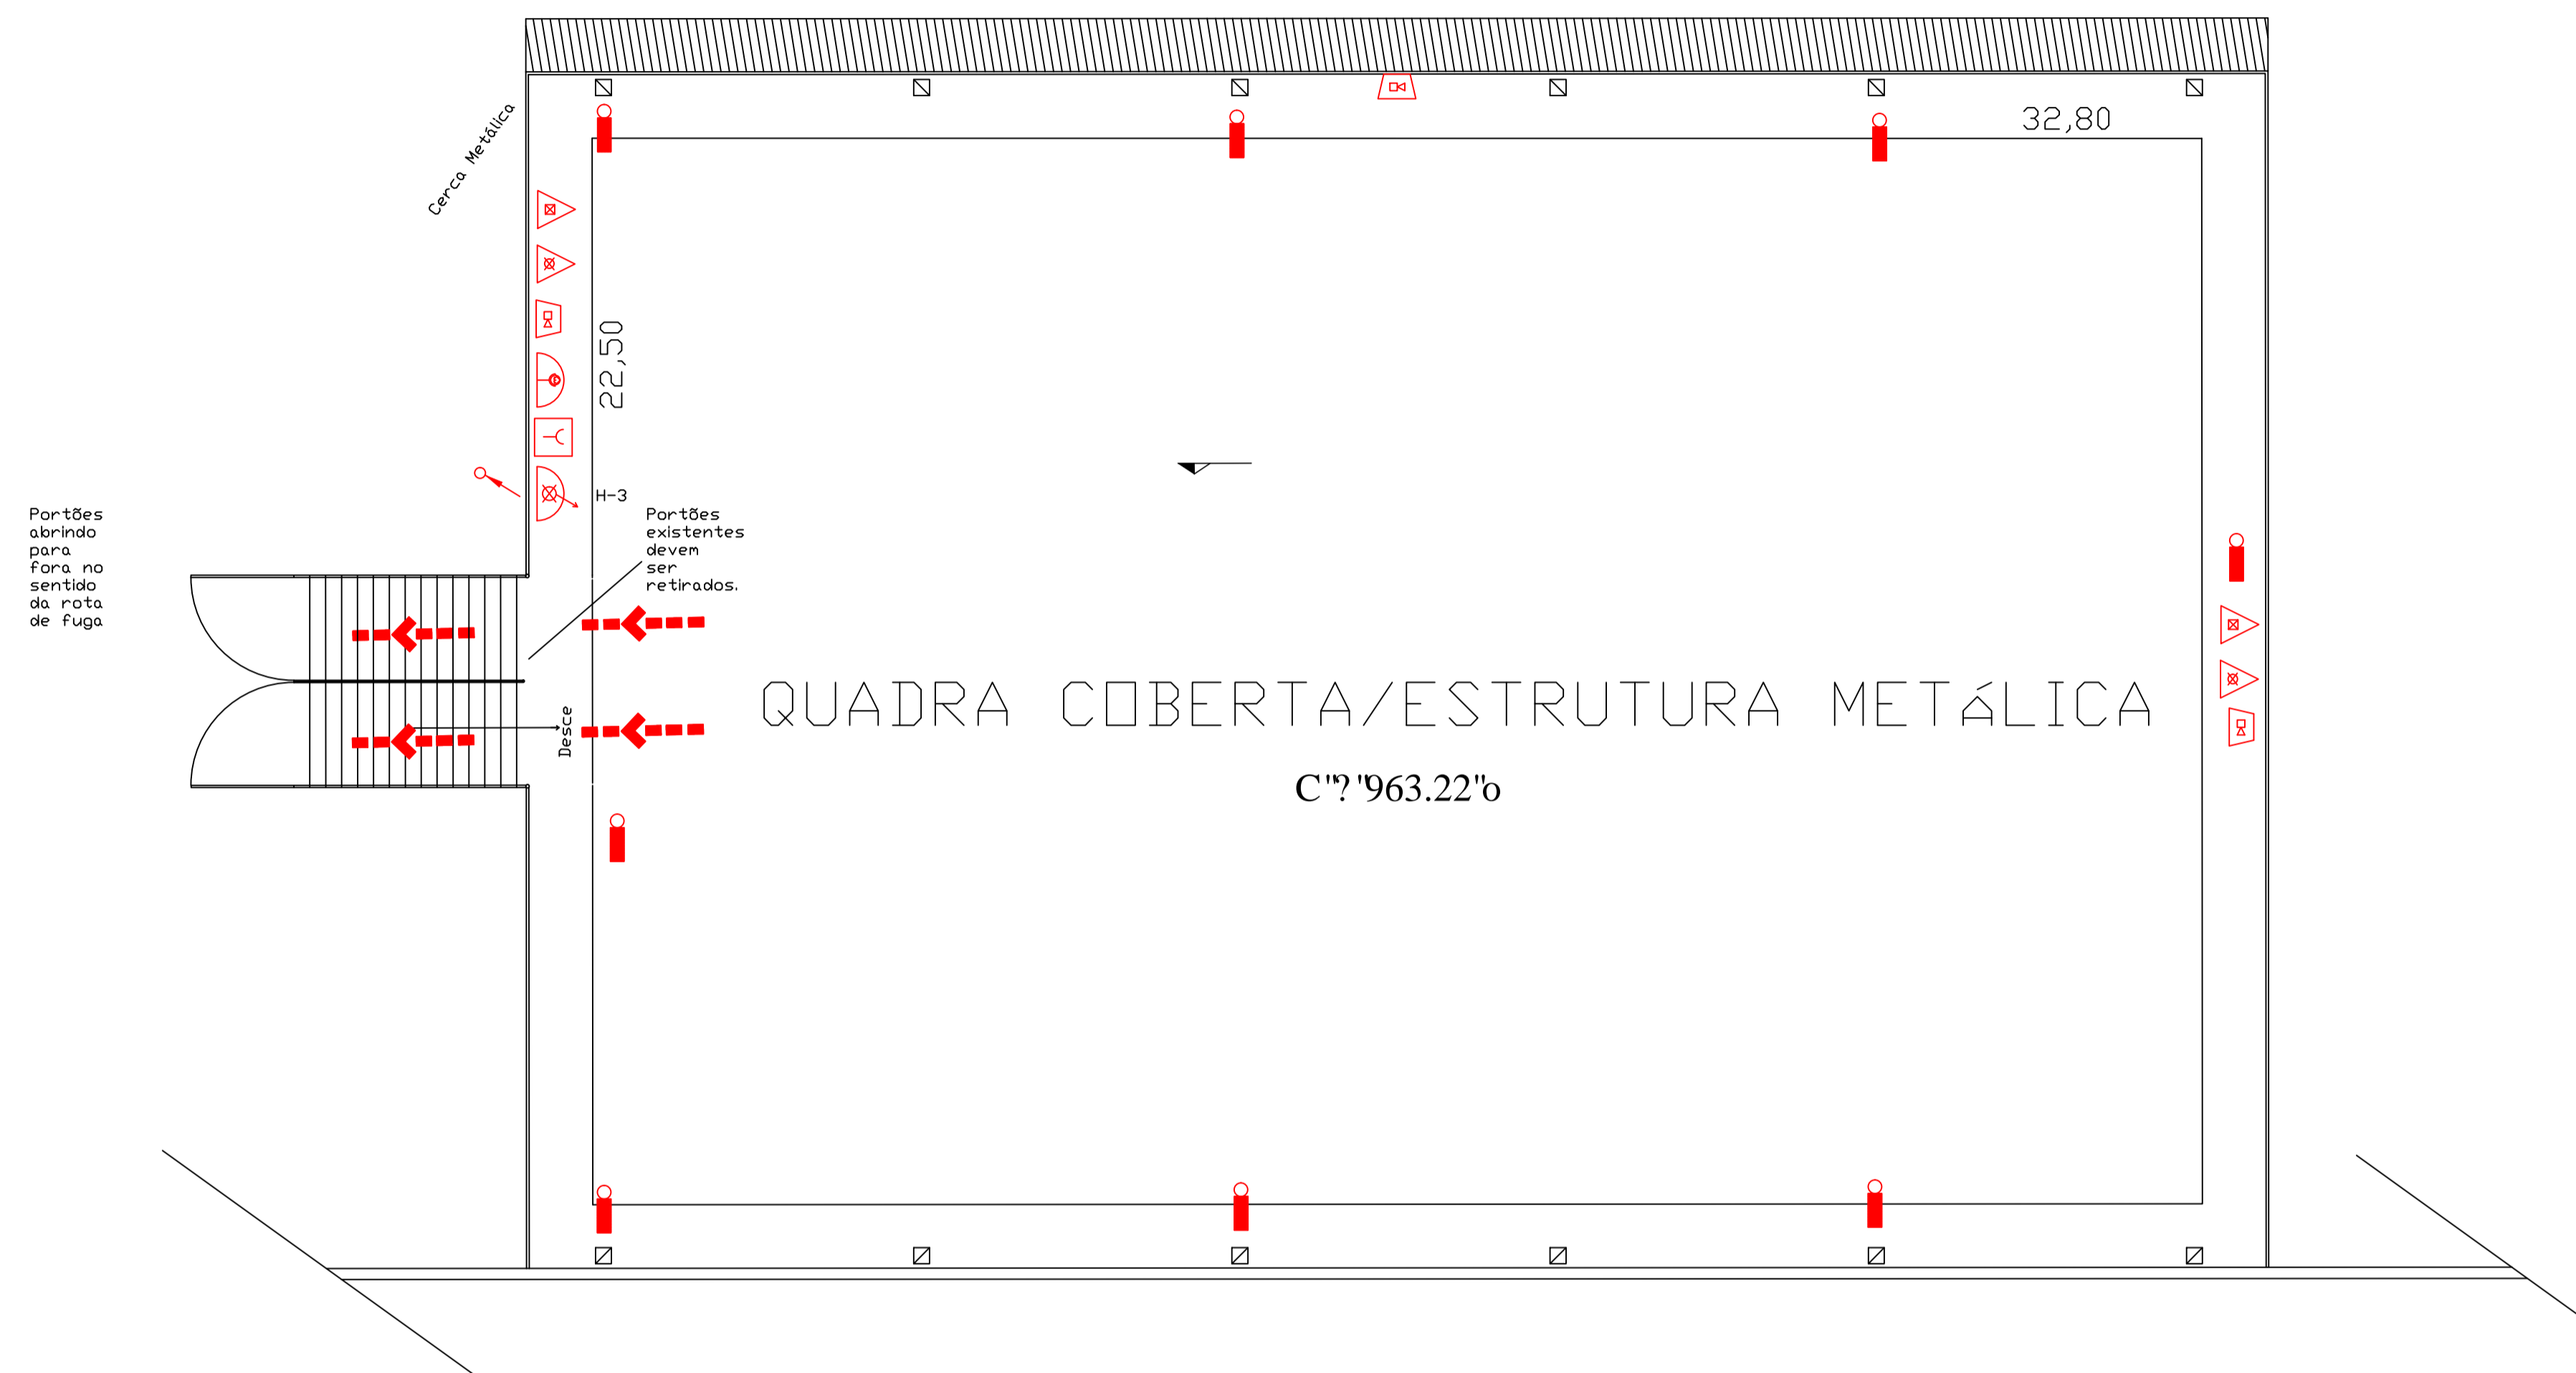 32,80
Cerca Metálica
22,50
H-3
Portões
abrindo
para
fora no
sentido
da rota
de fuga
Portões
existentes
devem
ser
retirados.
Desce
QUADRA COBERTA/ESTRUTURA METáLICA
C"? "963.22"o